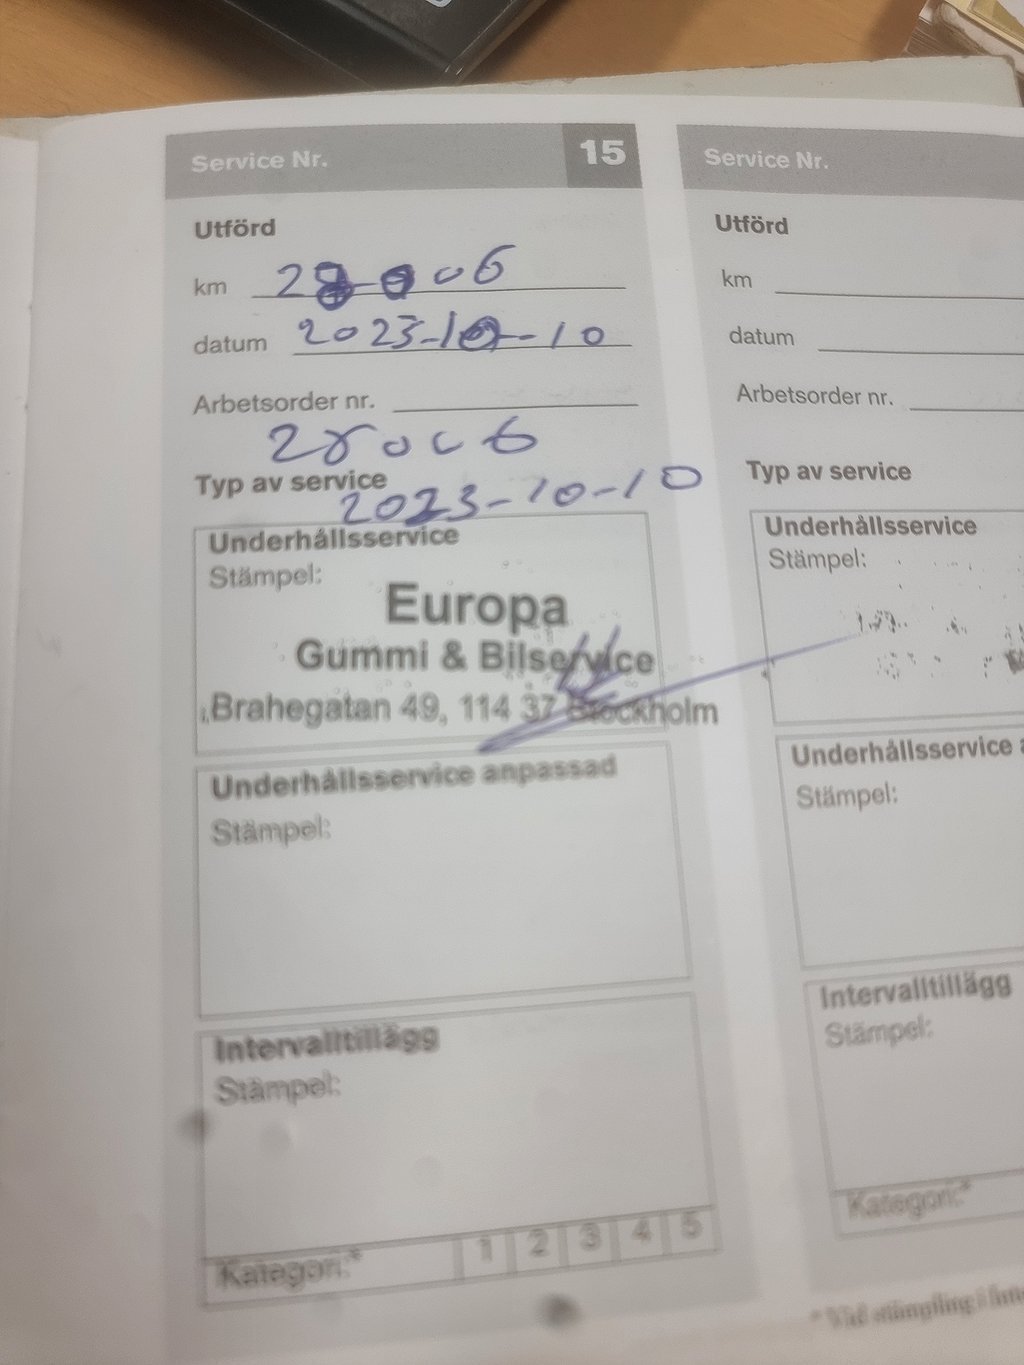 Service Nr. 15
Utförd
km
datum 2023-10-10
Arbetsorder nr.
Typ av service
2023-10-10
Underhållsservice
Stämpel:
Europa
Gummi & Bilservice
Brahegatan 49, 114 37 Stockholm
Underhållsservice anpassad
Stämpel:
Intervalltillägg
Stämpel:
Kategori:* 1 2 3 4 5
Service Nr.
Utförd
km
datum
Arbetsorder nr.
Typ av service
Underhållsservice
Stämpel:
Underhållsservice
Stämpel:
Intervalltillägg
Stämpel:
Kategori:*